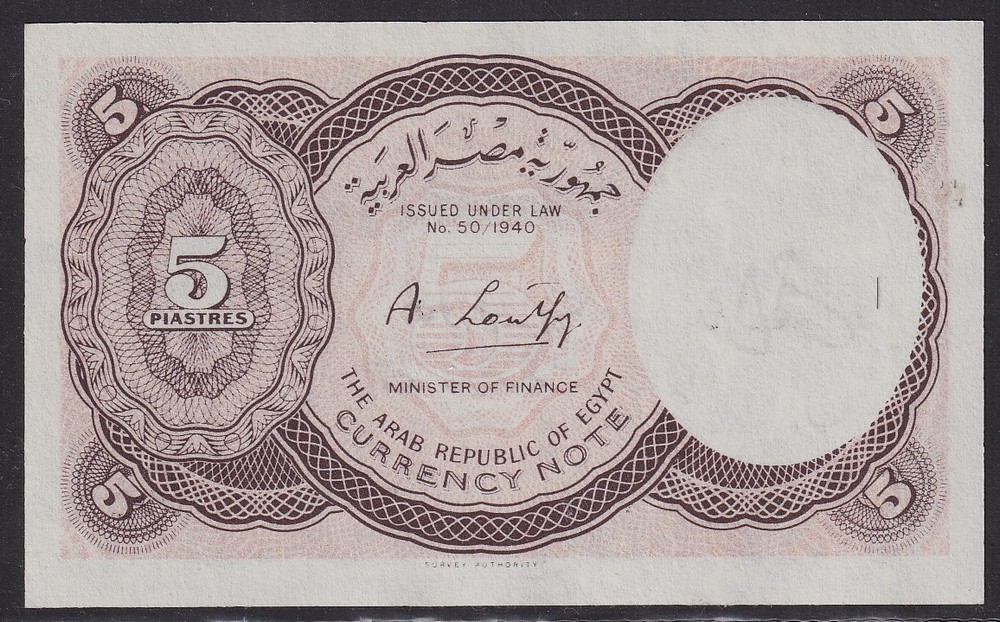 5 5
جمهوريّة مصر العربية
ISSUED UNDER LAW
No. 50/1940
5
PIASTRES
A. Loutfy
MINISTER OF FINANCE
THE ARAB REPUBLIC OF EGYPT
CURRENCY NOTE
5 5
SURVEY AUTHORITY